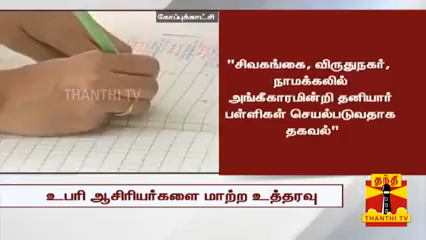 கோப்புக்காட்சி
THANTHI TV
"சிவகங்கை, விருதுநகர்,
நாமக்கலில்
அங்கீகாரமின்றி தனியார்
பள்ளிகள் செயல்படுவதாக
தகவல்"
உபரி ஆசிரியர்களை மாற்ற உத்தரவு
தந்தி
THANTHI TV